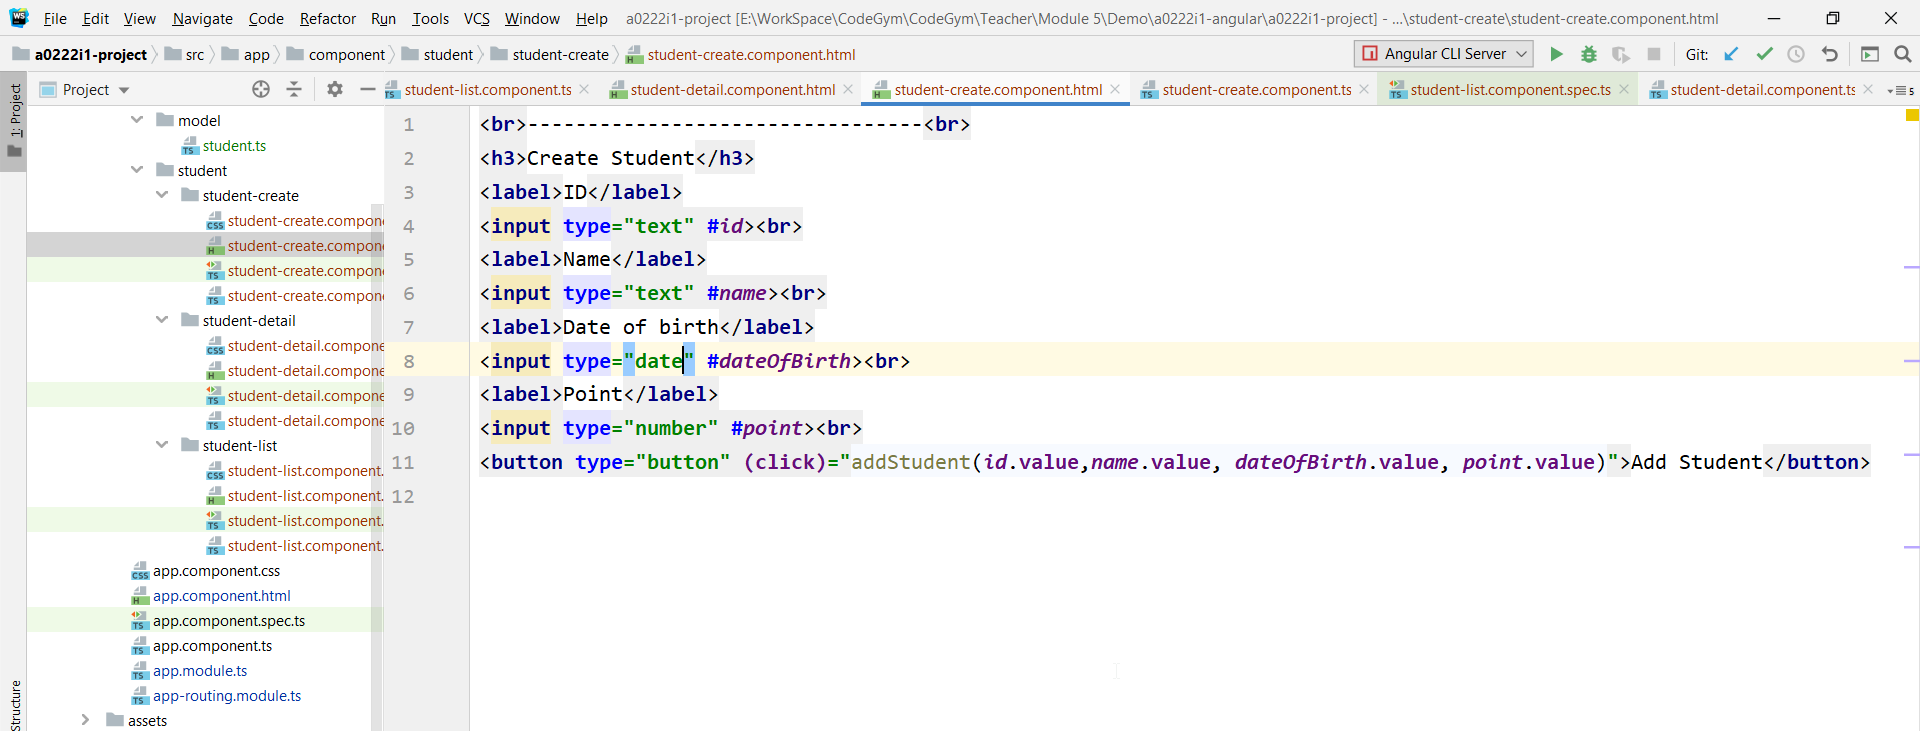 WS File Edit View Navigate Code Refactor Run Tools VCS Window Help a0222i1-project [E:\WorkSpace\CodeGym\CodeGym\Teacher\Module 5\Demo\a0222i1-angular\a0222i1-project] - ...\student-create\student-create.component.html
a0222i1-project src app component student student-create student-create.component.html Angular CLI Server Git:
Project student-list.component.ts student-detail.component.html student-create.component.html student-create.component.ts student-list.component.spec.ts student-detail.component.ts 5
1: Project
model
student.ts
student
student-create
student-create.compone
student-create.compone
student-create.compone
student-create.compone
student-detail
student-detail.compone
student-detail.compone
student-detail.compone
student-detail.compone
student-list
student-list.component.
student-list.component.
student-list.component.
student-list.component.
app.component.css
app.component.html
app.component.spec.ts
app.component.ts
app.module.ts
app-routing.module.ts
assets
Structure
1 <br>---------------------------------<br>
2 <h3>Create Student</h3>
3 <label>ID</label>
4 <input type="text" #id><br>
5 <label>Name</label>
6 <input type="text" #name><br>
7 <label>Date of birth</label>
8 <input type="date" #dateOfBirth><br>
9 <label>Point</label>
10 <input type="number" #point><br>
11 <button type="button" (click)="addStudent(id.value,name.value, dateOfBirth.value, point.value)">Add Student</button>
12